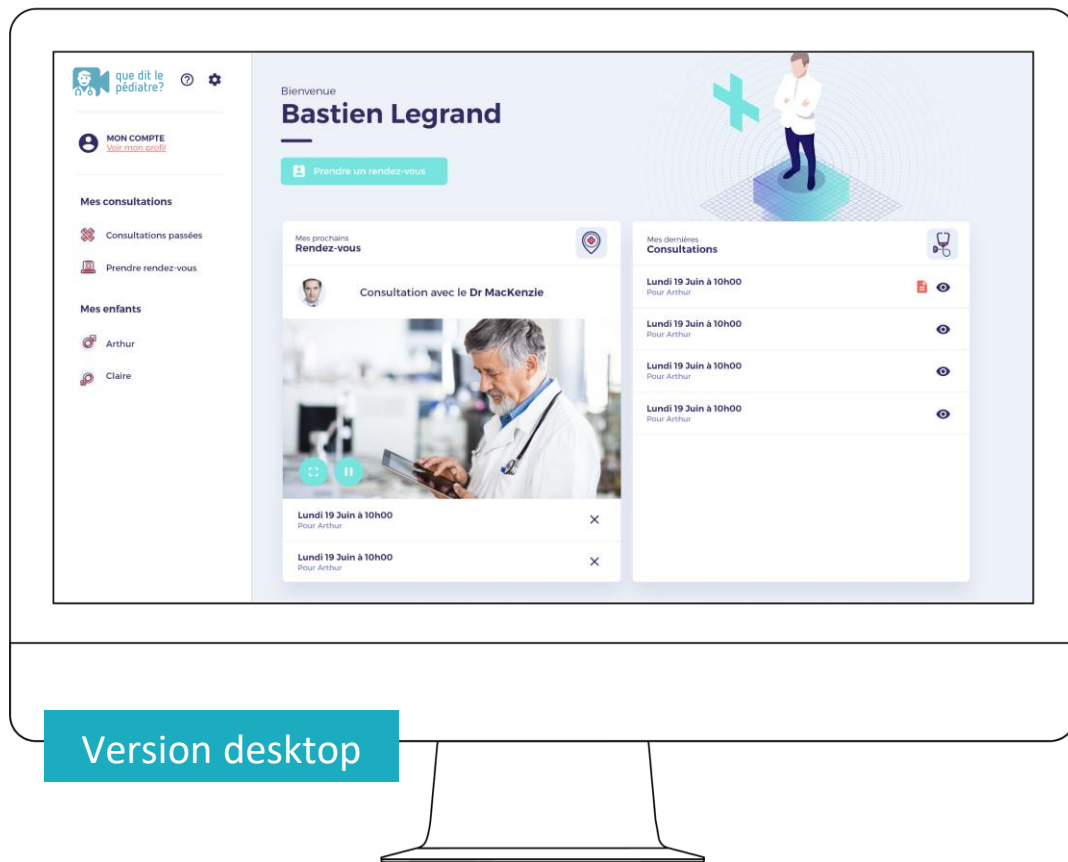 que dit le
pédiatre?
MON COMPTE
Voir mon profil
Mes consultations
Consultations passées
Prendre rendez-vous
Mes enfants
Arthur
Claire
Bienvenue
Bastien Legrand
Prendre un rendez-vous
Mes prochains
Rendez-vous
Consultation avec le Dr MacKenzie
Lundi 19 Juin à 10h00
Pour Arthur
Lundi 19 Juin à 10h00
Pour Arthur
Mes dernières
Consultations
Lundi 19 Juin à 10h00
Pour Arthur
Lundi 19 Juin à 10h00
Pour Arthur
Lundi 19 Juin à 10h00
Pour Arthur
Lundi 19 Juin à 10h00
Pour Arthur
Version desktop